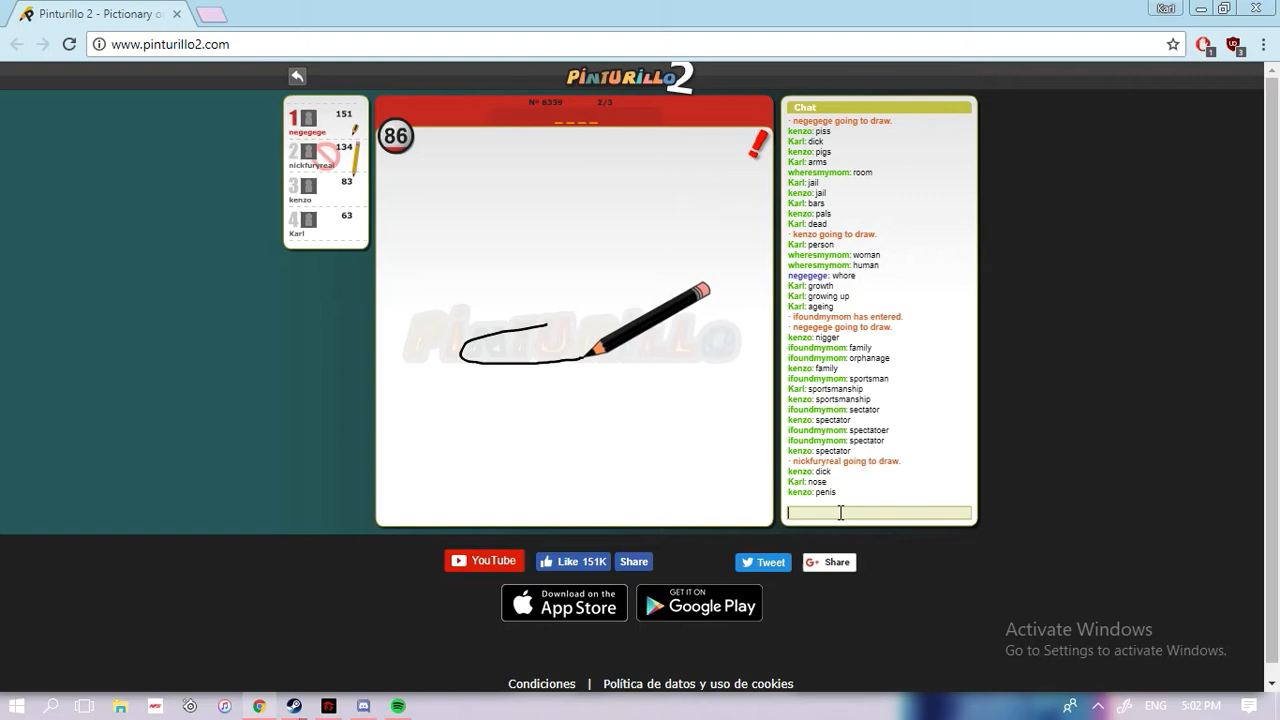 Pinturillo 2 - Pictionary on
Karl
www.pinturillo2.com
1
3
PINTURILLO 2
Nº 8339 2/3
_ _ _ _
86
1 151
negegege
2 134
nickfuryreal
3 83
kenzo
4 63
Karl
Pinturillo
Chat
· negegege going to draw.
kenzo: piss
Karl: dick
kenzo: pigs
Karl: arms
wheresmymom: room
Karl: jail
kenzo: jail
Karl: bars
kenzo: pals
Karl: dead
· kenzo going to draw.
Karl: person
wheresmymom: woman
wheresmymom: human
negegege: whore
Karl: growth
Karl: growing up
Karl: ageing
· ifoundmymom has entered.
· negegege going to draw.
kenzo: nigger
ifoundmymom: family
ifoundmymom: orphanage
kenzo: family
ifoundmymom: sportsman
Karl: sportsmanship
kenzo: sportsmanship
ifoundmymom: sectator
kenzo: spectator
ifoundmymom: spectatoer
ifoundmymom: spectator
kenzo: spectator
· nickfuryreal going to draw.
kenzo: dick
Karl: nose
kenzo: penis
YouTube Like 151K Share Tweet G+ Share
Download on the
App Store
GET IT ON
Google Play
Activate Windows
Go to Settings to activate Windows.
Condiciones | Política de datos y uso de cookies
ENG 5:02 PM